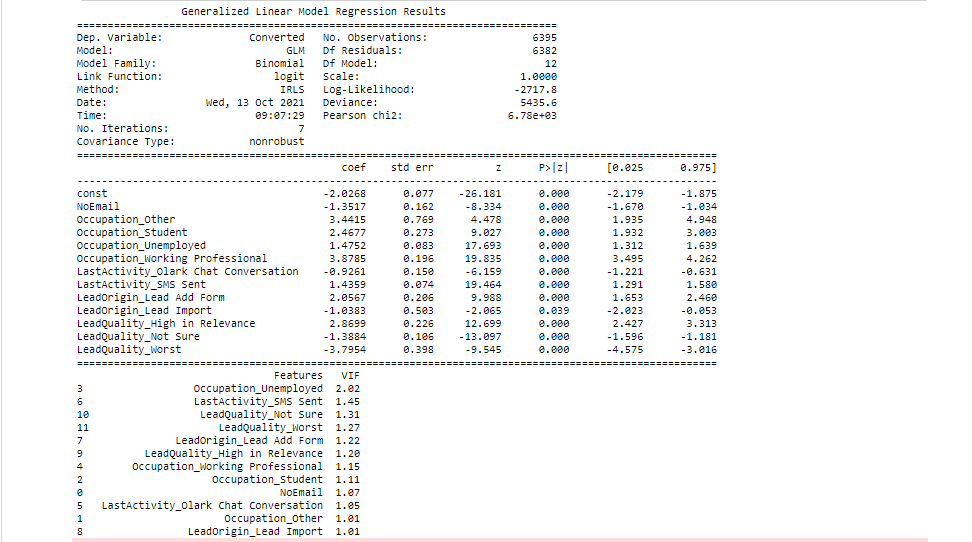 Generalized Linear Model Regression Results
==============================================================================
Dep. Variable: Converted No. Observations: 6395
Model: GLM Df Residuals: 6382
Model Family: Binomial Df Model: 12
Link Function: logit Scale: 1.0000
Method: IRLS Log-Likelihood: -2717.8
Date: Wed, 13 Oct 2021 Deviance: 5435.6
Time: 09:07:29 Pearson chi2: 6.78e+03
No. Iterations: 7
Covariance Type: nonrobust
==============================================================================
coef std err z P>|z| [0.025 0.975]
------------------------------------------------------------------------------
const -2.0268 0.077 -26.181 0.000 -2.179 -1.875
NoEmail -1.3517 0.162 -8.334 0.000 -1.670 -1.034
Occupation_Other 3.4415 0.769 4.478 0.000 1.935 4.948
Occupation_Student 2.4677 0.273 9.027 0.000 1.932 3.003
Occupation_Unemployed 1.4752 0.083 17.693 0.000 1.312 1.639
Occupation_Working Professional 3.8785 0.196 19.835 0.000 3.495 4.262
LastActivity_Olark Chat Conversation -0.9261 0.150 -6.159 0.000 -1.221 -0.631
LastActivity_SMS Sent 1.4359 0.074 19.464 0.000 1.291 1.580
LeadOrigin_Lead Add Form 2.0567 0.206 9.988 0.000 1.653 2.460
LeadOrigin_Lead Import -1.0383 0.503 -2.065 0.039 -2.023 -0.053
LeadQuality_High in Relevance 2.8699 0.226 12.699 0.000 2.427 3.313
LeadQuality_Not Sure -1.3884 0.106 -13.097 0.000 -1.596 -1.181
LeadQuality_Worst -3.7954 0.398 -9.545 0.000 -4.575 -3.016
==============================================================================
Features VIF
3 Occupation_Unemployed 2.02
6 LastActivity_SMS Sent 1.45
10 LeadQuality_Not Sure 1.31
11 LeadQuality_Worst 1.27
7 LeadOrigin_Lead Add Form 1.22
9 LeadQuality_High in Relevance 1.20
4 Occupation_Working Professional 1.15
2 Occupation_Student 1.11
0 NoEmail 1.07
5 LastActivity_Olark Chat Conversation 1.05
1 Occupation_Other 1.01
8 LeadOrigin_Lead Import 1.01